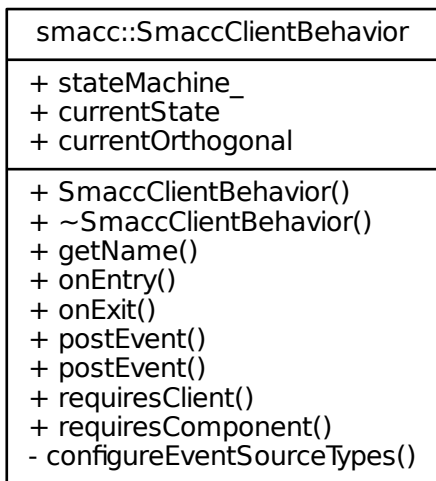 smacc::SmaccClientBehavior
+ stateMachine_
+ currentState
+ currentOrthogonal
+ SmaccClientBehavior()
+ ~SmaccClientBehavior()
+ getName()
+ onEntry()
+ onExit()
+ postEvent()
+ postEvent()
+ requiresClient()
+ requiresComponent()
- configureEventSourceTypes()